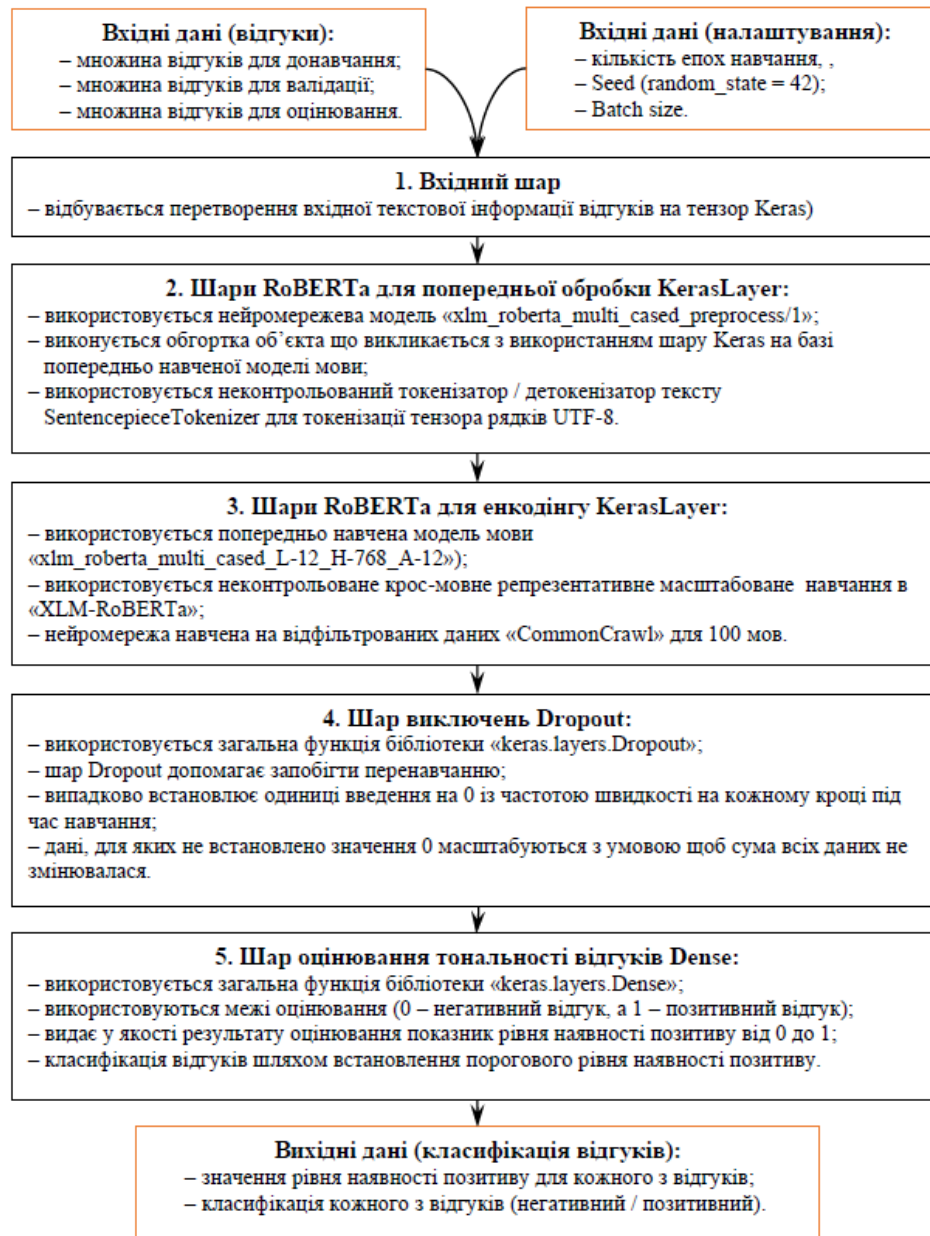 Вхідні дані (відгуки):
– множина відгуків для донавчання;
– множина відгуків для валідації;
– множина відгуків для оцінювання.
Вхідні дані (налаштування):
– кількість епох навчання, ,
– Seed (random_state = 42);
– Batch size.
1. Вхідний шар
– відбувається перетворення вхідної текстової інформації відгуків на тензор Keras)
2. Шари RoBERTa для попередньої обробки KerasLayer:
– використовується нейромережева модель «xlm_roberta_multi_cased_preprocess/1»;
– виконується обгортка об’єкта що викликається з використанням шару Keras на базі
попередньо навченої моделі мови;
– використовується неконтрольований токенізатор / детокенізатор тексту
SentencepieceTokenizer для токенізації тензора рядків UTF-8.
3. Шари RoBERTa для енкодінгу KerasLayer:
– використовується попередньо навчена модель мови
«xlm_roberta_multi_cased_L-12_H-768_A-12»);
– використовується неконтрольоване крос-мовне репрезентативне масштабоване навчання в
«XLM-RoBERTa»;
– нейромережа навчена на відфільтрованих даних «CommonCrawl» для 100 мов.
4. Шар виключень Dropout:
– використовується загальна функція бібліотеки «keras.layers.Dropout»;
– шар Dropout допомагає запобігти перенавчанню;
– випадково встановлює одиниці введення на 0 із частотою швидкості на кожному кроці під
час навчання;
– дані, для яких не встановлено значення 0 масштабуються з умовою щоб сума всіх даних не
змінювалася.
5. Шар оцінювання тональності відгуків Dense:
– використовується загальна функція бібліотеки «keras.layers.Dense»;
– використовуються межі оцінювання (0 – негативний відгук, а 1 – позитивний відгук);
– видає у якості результату оцінювання показник рівня наявності позитиву від 0 до 1;
– класифікація відгуків шляхом встановлення порогового рівня наявності позитиву.
Вихідні дані (класифікація відгуків):
– значення рівня наявності позитиву для кожного з відгуків;
– класифікація кожного з відгуків (негативний / позитивний).